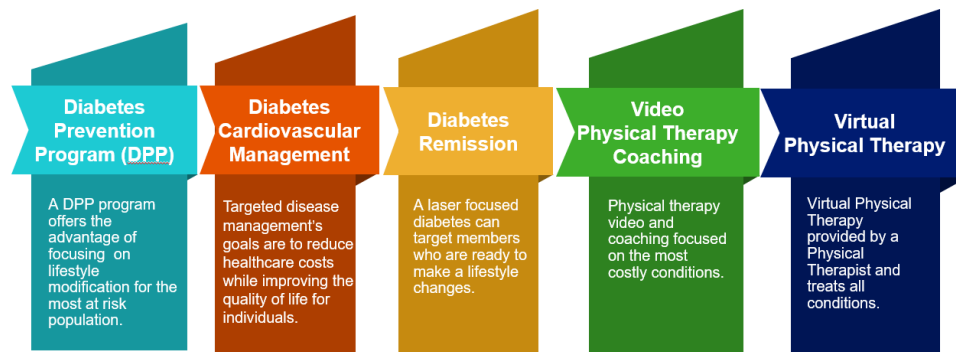 Diabetes
Prevention
Program (DPP)
A DPP program
offers the
advantage of
focusing on
lifestyle
modification for the
most at risk
population.
Diabetes
Cardiovascular
Management
Targeted disease
management's
goals are to reduce
healthcare costs
while improving the
quality of life for
individuals.
Diabetes
Remission
A laser focused
diabetes can
target members
who are ready to
make a lifestyle
changes.
Video
Physical Therapy
Coaching
Physical therapy
video and
coaching focused
on the most
costly conditions.
Virtual
Physical Therapy
Virtual Physical
Therapy
provided by a
Physical
Therapist and
treats all
conditions.